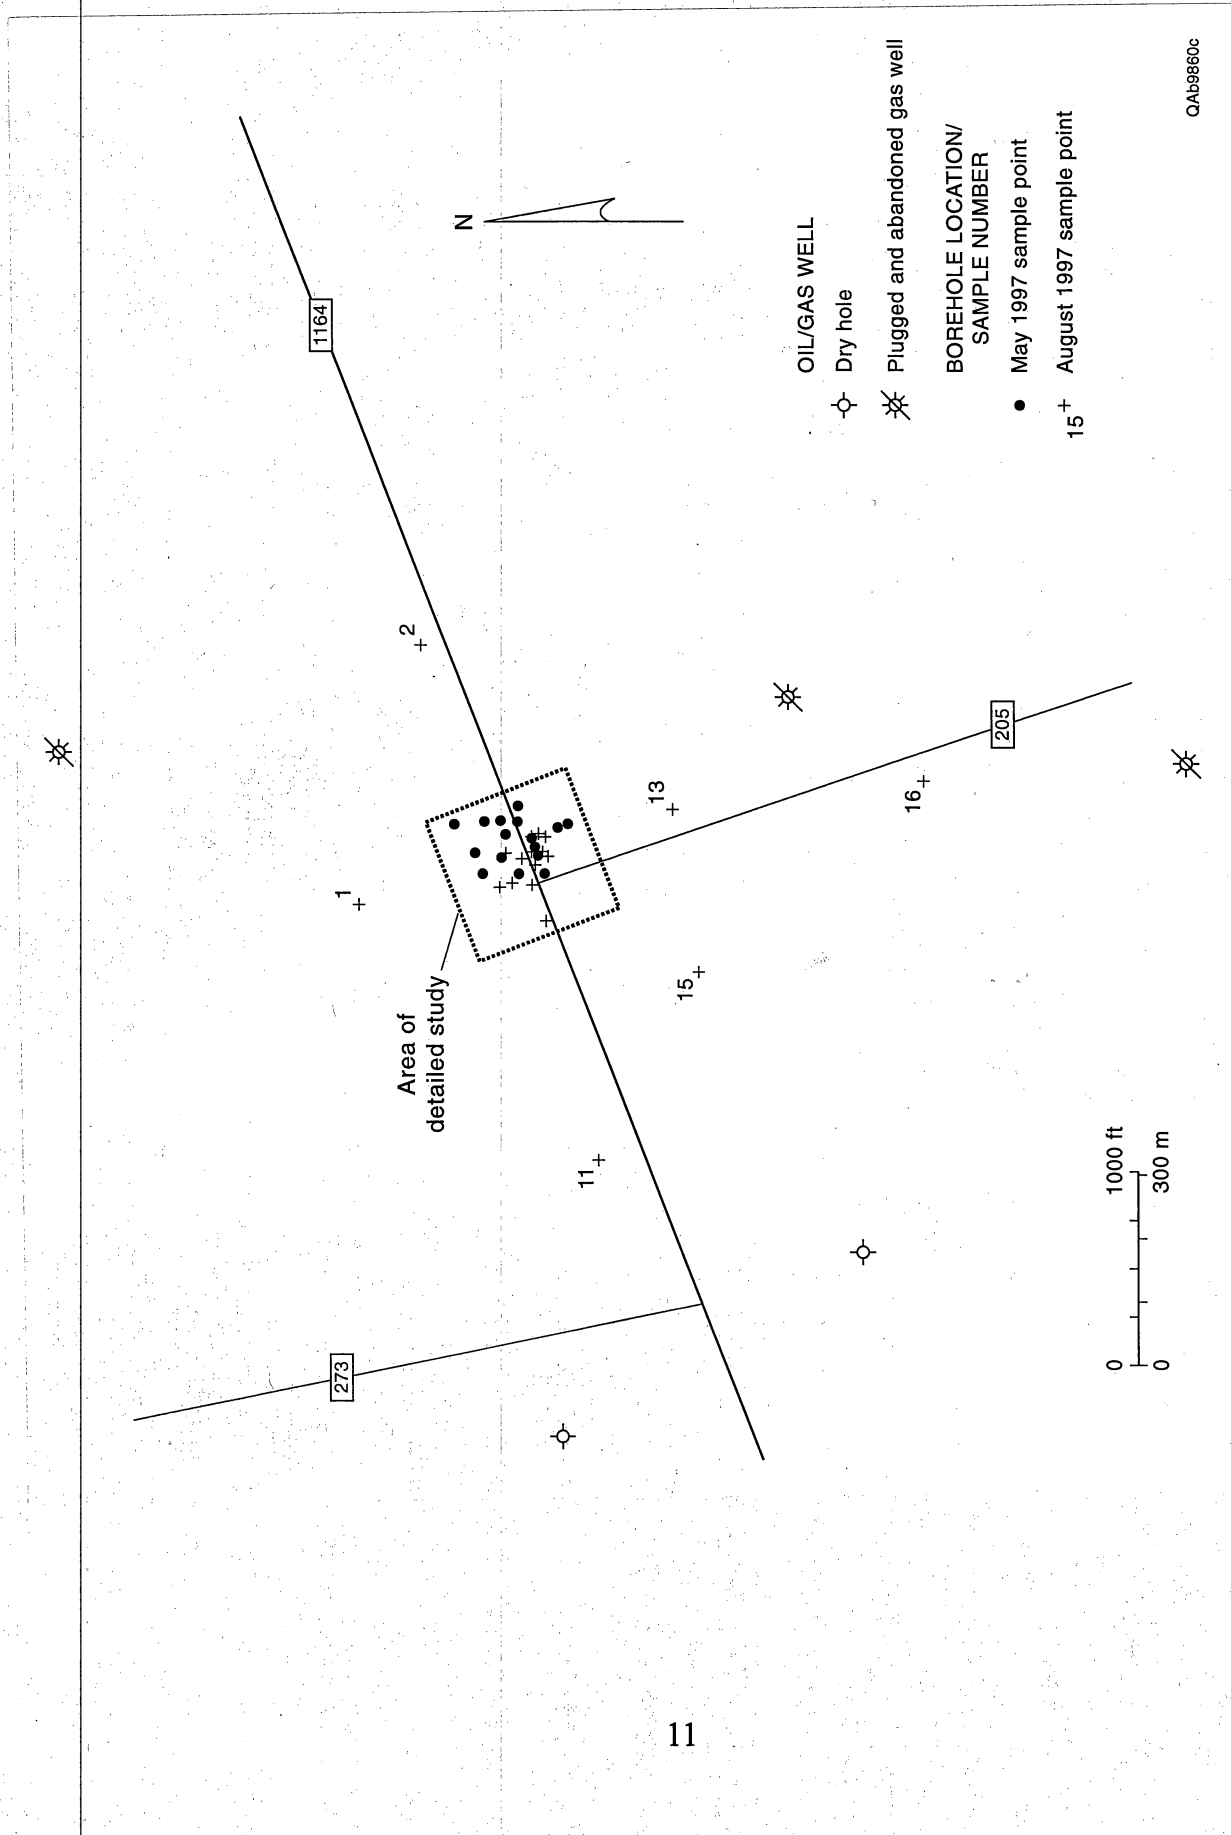 N
1164
2
1
Area of
detailed study
13
16
205
15
11
273
OIL/GAS WELL
Dry hole
Plugged and abandoned gas well
BOREHOLE LOCATION/
SAMPLE NUMBER
May 1997 sample point
15 August 1997 sample point
0 1000 ft
0 300 m
QAb9860c
11